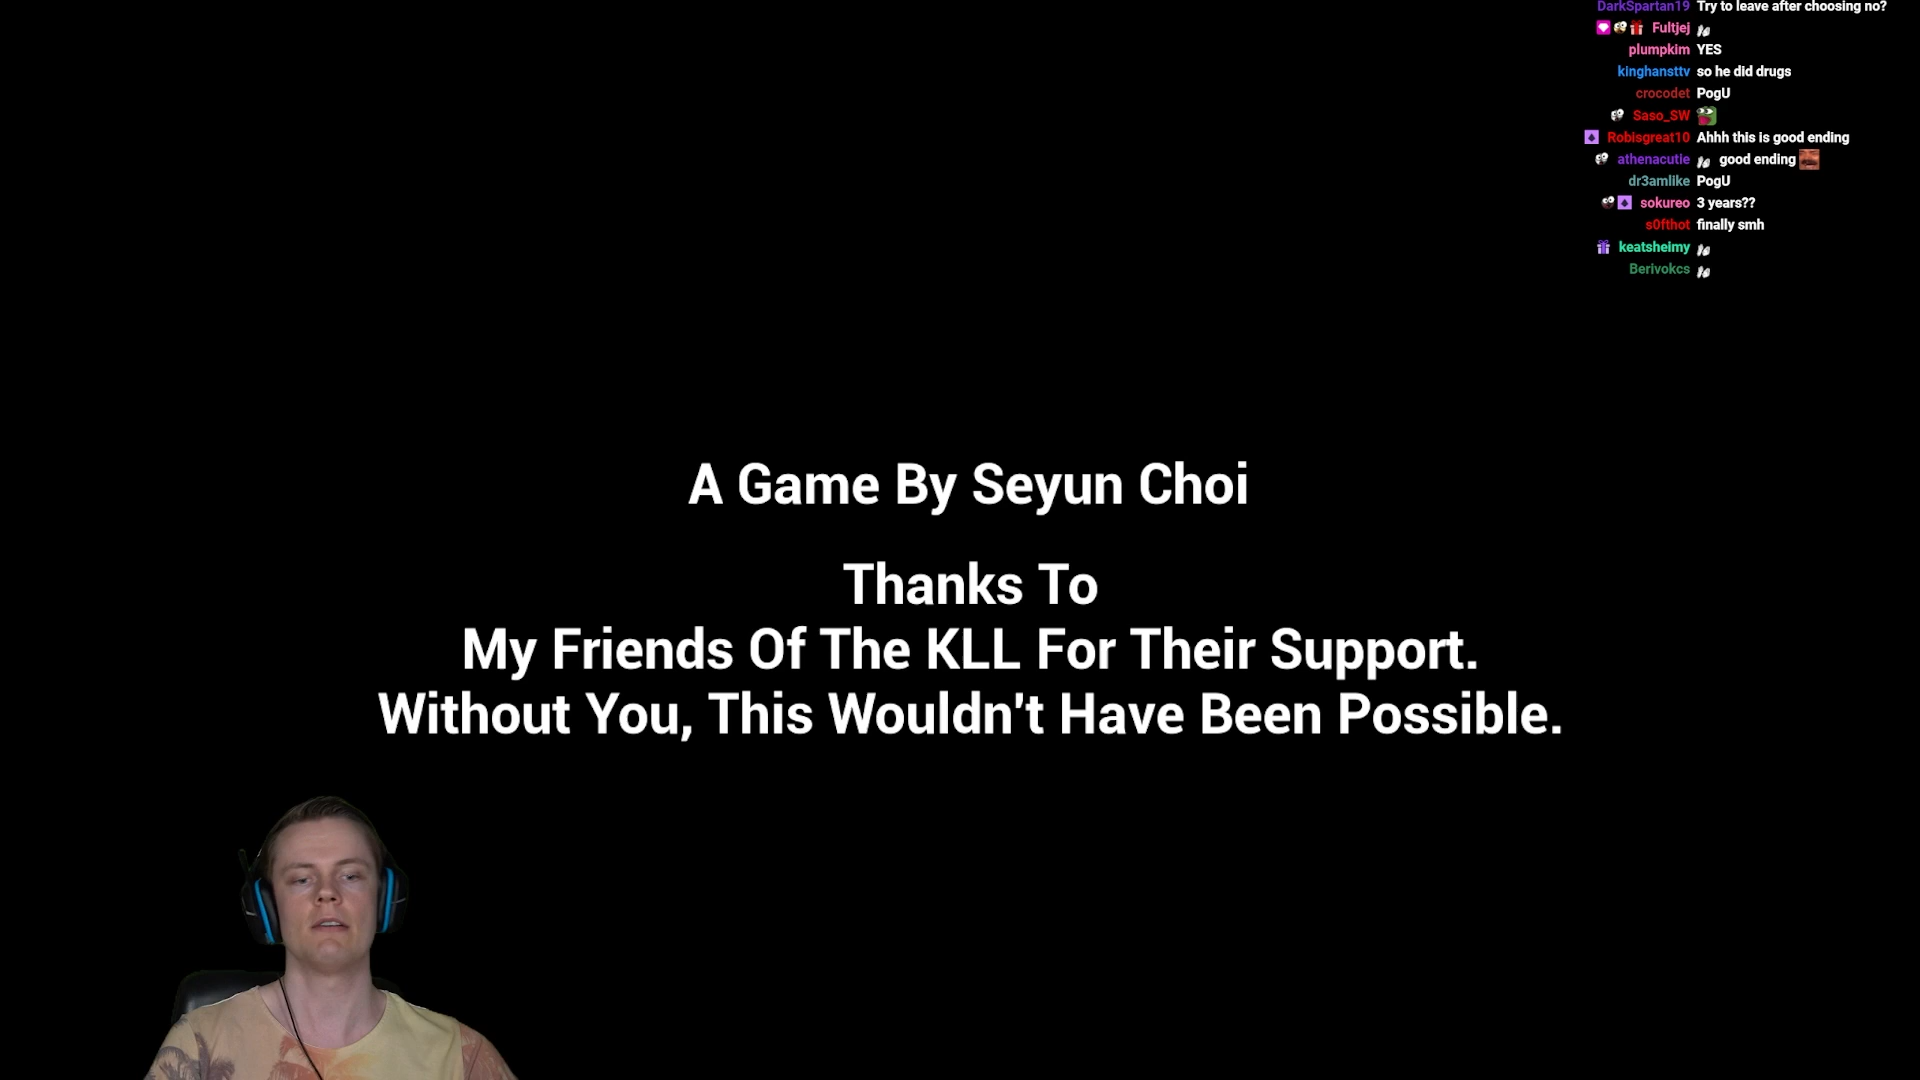 DarkSpartan19 Try to leave after choosing no?
Fultjej
plumpkim YES
kinghansttv so he did drugs
crocodet PogU
Saso_SW
Robisgreat10 Ahhh this is good ending
athenacutie good ending
dr3amlike PogU
sokureo 3 years??
s0fthot finally smh
keatsheimy
Berivokcs
A Game By Seyun Choi
Thanks To
My Friends Of The KLL For Their Support.
Without You, This Wouldn't Have Been Possible.